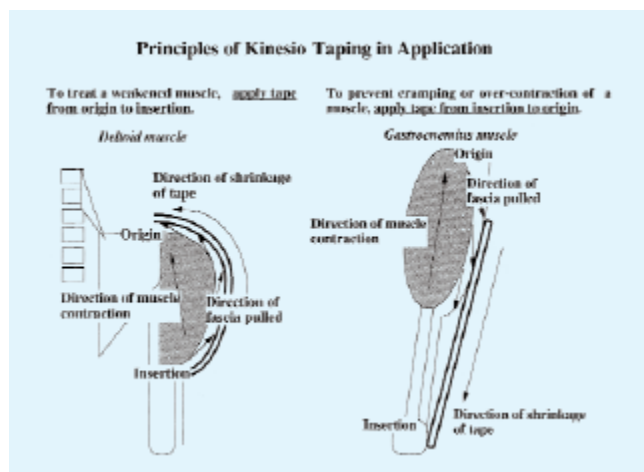 Principles of Kinesio Taping in Application
To treat a weakened muscle, apply tape
from origin to insertion.
Deltoid muscle
Direction of shrinkage
of tape
Origin
Direction of muscle
contraction
Direction of
fascia pulled
Insertion
To prevent cramping or over-contraction of a
muscle, apply tape from insertion to origin.
Gastrocnemius muscle
Origin
Direction of
fascia pulled
Direction of muscle
contraction
Insertion
Direction of shrinkage
of tape